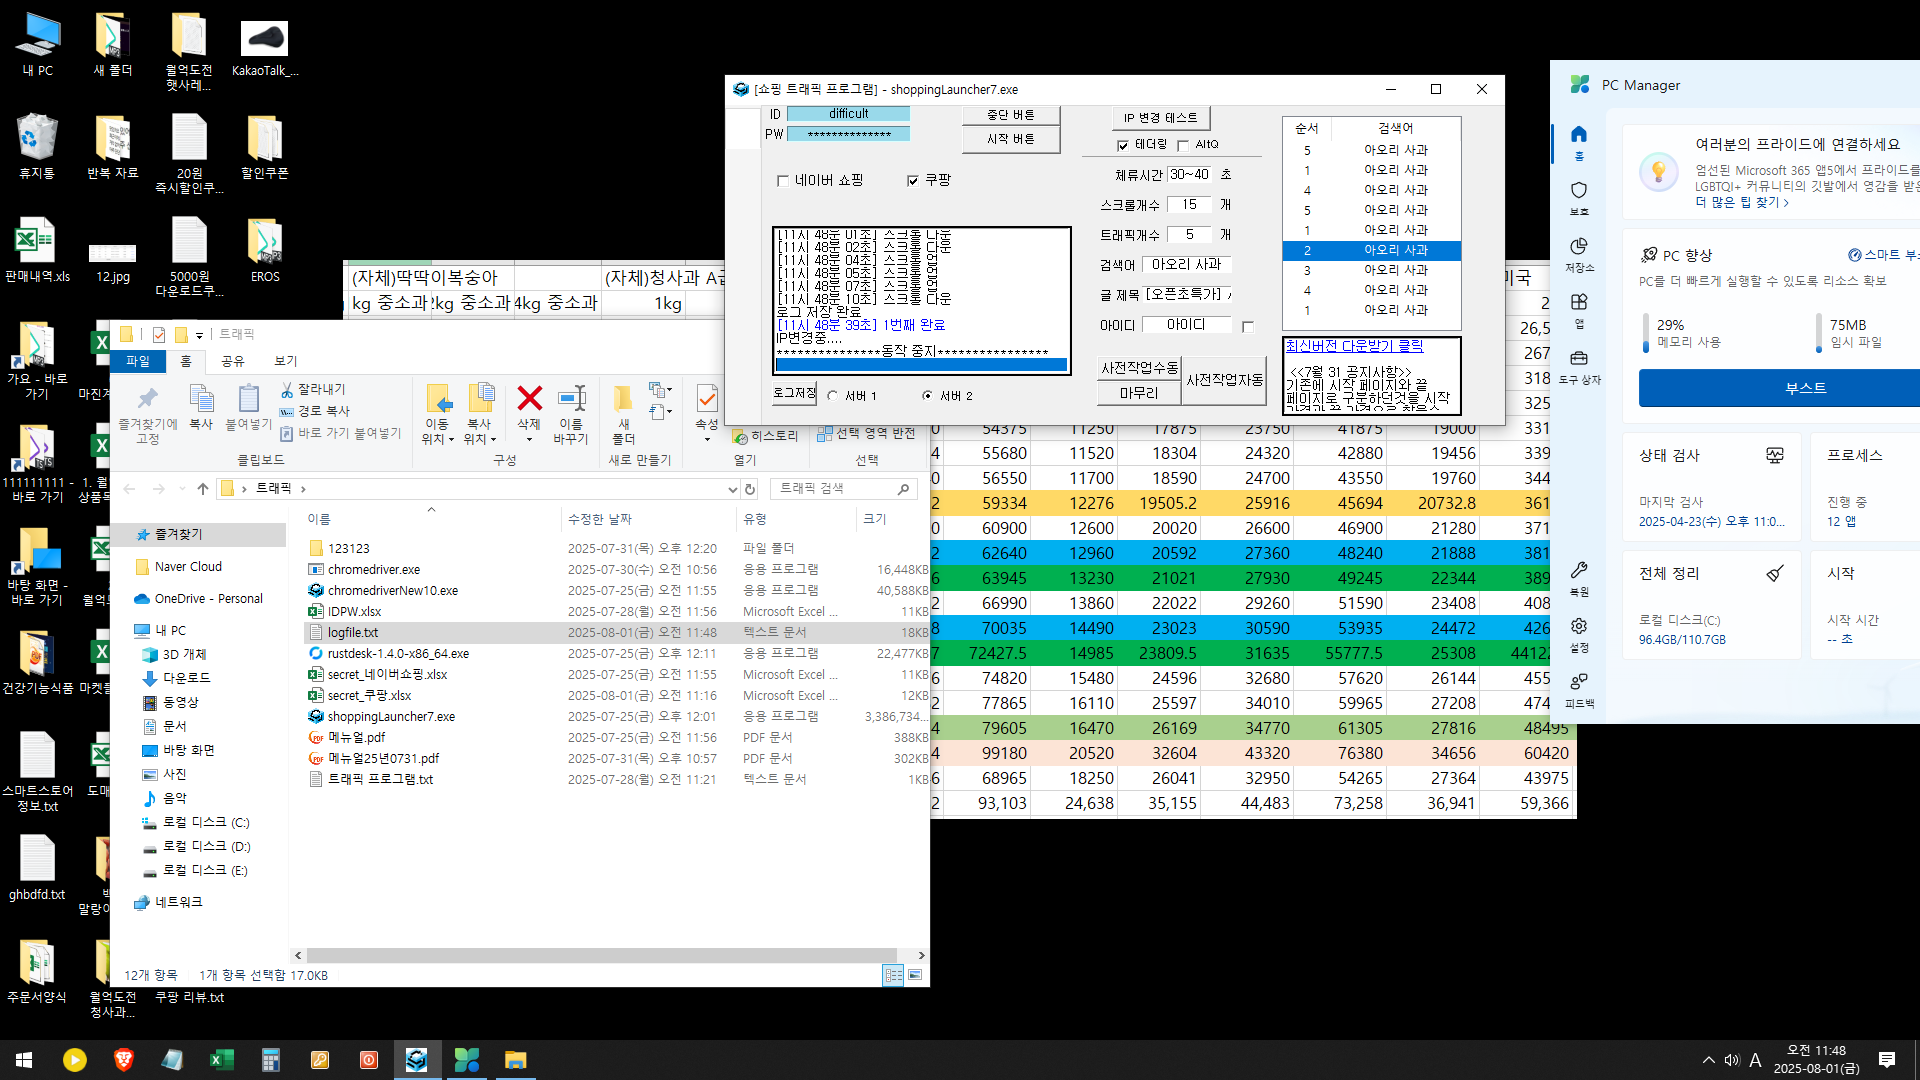 내 PC
새 폴더
월억도전
햇사레...
KakaoTalk_...
휴지통
반복 자료
20원
즉시할인쿠...
할인쿠폰
판매내역.xls
12.jpg
5000원
다운로드쿠...
EROS
가요 - 바로
가기
111111111 -
바로 가기
바탕 화면 -
바로 가기
건강기능식품
스마트스토어
정보.txt
ghbdfd.txt
주문서양식
월억도전
청사과...
쿠팡 리뷰.txt
(자체)딱딱이복숭아
(자체)청사과 A급
kg 중소과
2kg 중소과
4kg 중소과
1kg
[쇼핑 트래픽 프로그램] - shoppingLauncher7.exe
ID
difficult
PW
**************
중단 버튼
시작 버튼
네이버 쇼핑
쿠팡
[11시 48분 01초] 스크롤 다운
[11시 48분 02초] 스크롤 다운
[11시 48분 04초] 스크롤 업
[11시 48분 05초] 스크롤 업
[11시 48분 07초] 스크롤 업
[11시 48분 10초] 스크롤 다운
로그 저장 완료
[11시 48분 39초] 1번째 완료
IP변경중....
***************동작 중지****************
로그저장
서버 1
서버 2
IP 변경 테스트
테더링
AltQ
체류시간 30~40 초
스크롤개수 15 개
트래픽개수 5 개
검색어 아오리 사과
글 제목 [오픈초특가]
아이디 아이디
사전작업수동
마무리
사전작업자동
순서 검색어
5 아오리 사과
1 아오리 사과
4 아오리 사과
5 아오리 사과
1 아오리 사과
2 아오리 사과
3 아오리 사과
4 아오리 사과
1 아오리 사과
최신버전 다운받기 클릭
<<7월 31 공지사항>>
기존에 시작 페이지와 끝
페이지로 구분하던것을 시작
PC Manager
홈
보호
저장소
앱
도구 상자
복원
설정
피드백
여러분의 프라이드에 연결하세요
엄선된 Microsoft 365 앱5에서 프라이드를
LGBTQI+ 커뮤니티의 깃발에서 영감을 받은
더 많은 팁 찾기 >
PC 향상
스마트 부스
PC를 더 빠르게 실행할 수 있도록 리소스 확보
29%
메모리 사용
75MB
임시 파일
부스트
상태 검사
마지막 검사
2025-04-23(수) 오후 11:0...
프로세스
진행 중
12 앱
전체 정리
로컬 디스크(C:)
96.4GB/110.7GB
시작
시작 시간
-- 초
트래픽
파일
홈
공유
보기
즐겨찾기에
고정
복사
붙여넣기
잘라내기
경로 복사
바로 가기 붙여넣기
클립보드
이동
위치
복사
위치
삭제
이름
바꾸기
구성
새
폴더
새로 만들기
속성
히스토리
열기
선택 영역 반전
선택
트래픽
트래픽 검색
즐겨찾기
Naver Cloud
OneDrive - Personal
내 PC
3D 개체
다운로드
동영상
문서
바탕 화면
사진
음악
로컬 디스크 (C:)
로컬 디스크 (D:)
로컬 디스크 (E:)
네트워크
이름 수정한 날짜 유형 크기
123123 2025-07-31(목) 오후 12:20 파일 폴더
chromedriver.exe 2025-07-30(수) 오전 10:56 응용 프로그램 16,448KB
chromedriverNew10.exe 2025-07-25(금) 오전 11:55 응용 프로그램 40,588KB
IDPW.xlsx 2025-07-28(월) 오전 11:56 Microsoft Excel ... 11KB
logfile.txt 2025-08-01(금) 오전 11:48 텍스트 문서 18KB
rustdesk-1.4.0-x86_64.exe 2025-07-25(금) 오후 12:11 응용 프로그램 22,477KB
secret_네이버쇼핑.xlsx 2025-07-25(금) 오전 11:55 Microsoft Excel ... 11KB
secret_쿠팡.xlsx 2025-08-01(금) 오전 11:16 Microsoft Excel ... 12KB
shoppingLauncher7.exe 2025-07-25(금) 오후 12:01 응용 프로그램 3,386,734...
메뉴얼.pdf 2025-07-25(금) 오전 11:56 PDF 문서 388KB
메뉴얼25년0731.pdf 2025-07-31(목) 오전 10:57 PDF 문서 302KB
트래픽 프로그램.txt 2025-07-28(월) 오전 11:21 텍스트 문서 1KB
12개 항목 1개 항목 선택함 17.0KB
54375 11250 17875 23750 41875 19000 331
55680 11520 18304 24320 42880 19456 339
56550 11700 18590 24700 43550 19760 344
59334 12276 19505.2 25916 45694 20732.8 361
60900 12600 20020 26600 46900 21280 371
62640 12960 20592 27360 48240 21888 381
63945 13230 21021 27930 49245 22344 389
66990 13860 22022 29260 51590 23408 408
70035 14490 23023 30590 53935 24472 426
72427.5 14985 23809.5 31635 55777.5 25308 4412
74820 15480 24596 32680 57620 26144 455
77865 16110 25597 34010 59965 27208 474
79605 16470 26169 34770 61305 27816 48495
99180 20520 32604 43320 76380 34656 60420
68965 18250 26041 32950 54265 27364 43975
93,103 24,638 35,155 44,483 73,258 36,941 59,366
A
오전 11:48
2025-08-01(금)